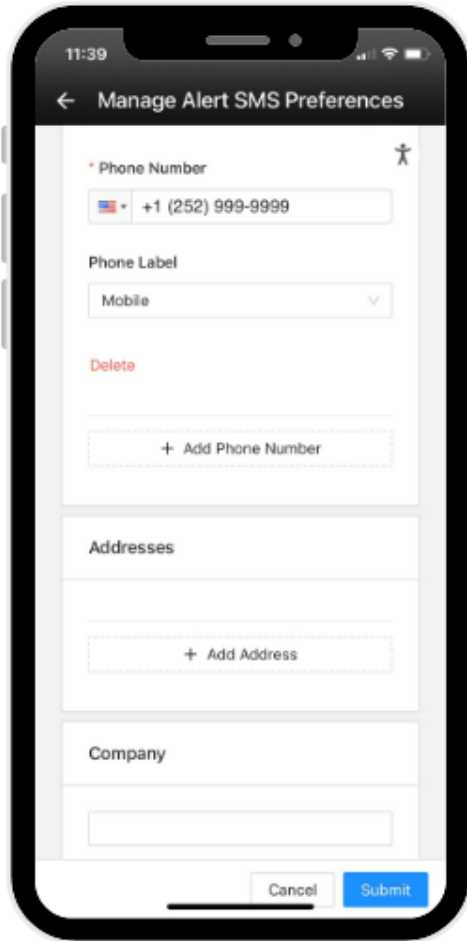 11:39
Manage Alert SMS Preferences
* Phone Number
+1 (252) 999-9999
Phone Label
Mobile
Delete
+ Add Phone Number
Addresses
+ Add Address
Company
Cancel Submit